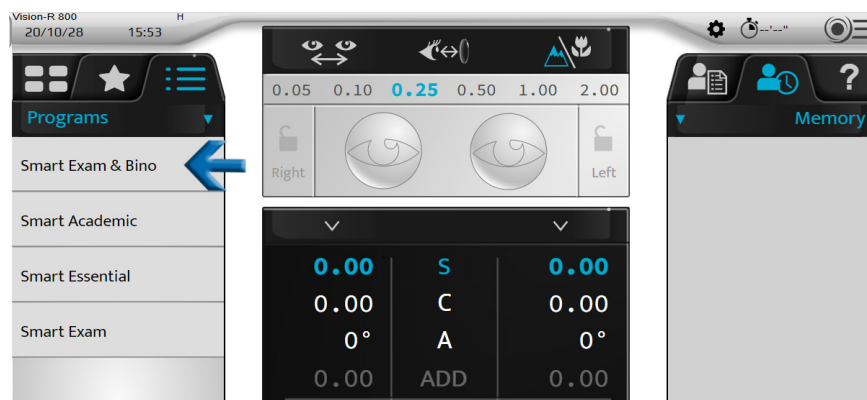 Vision-R 800
H
20/10/28 15:53
--'--"
0.05 0.10 0.25 0.50 1.00 2.00
Programs
Memory
?
Smart Exam & Bino
Right
Left
Smart Academic
0.00 S 0.00
Smart Essential
0.00 C 0.00
Smart Exam
0° A 0°
0.00 ADD 0.00